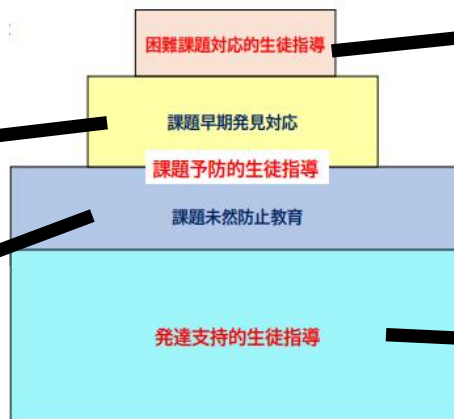 困難課題対応的生徒指導
課題早期発見対応
課題予防的生徒指導
課題未然防止教育
発達支持的生徒指導